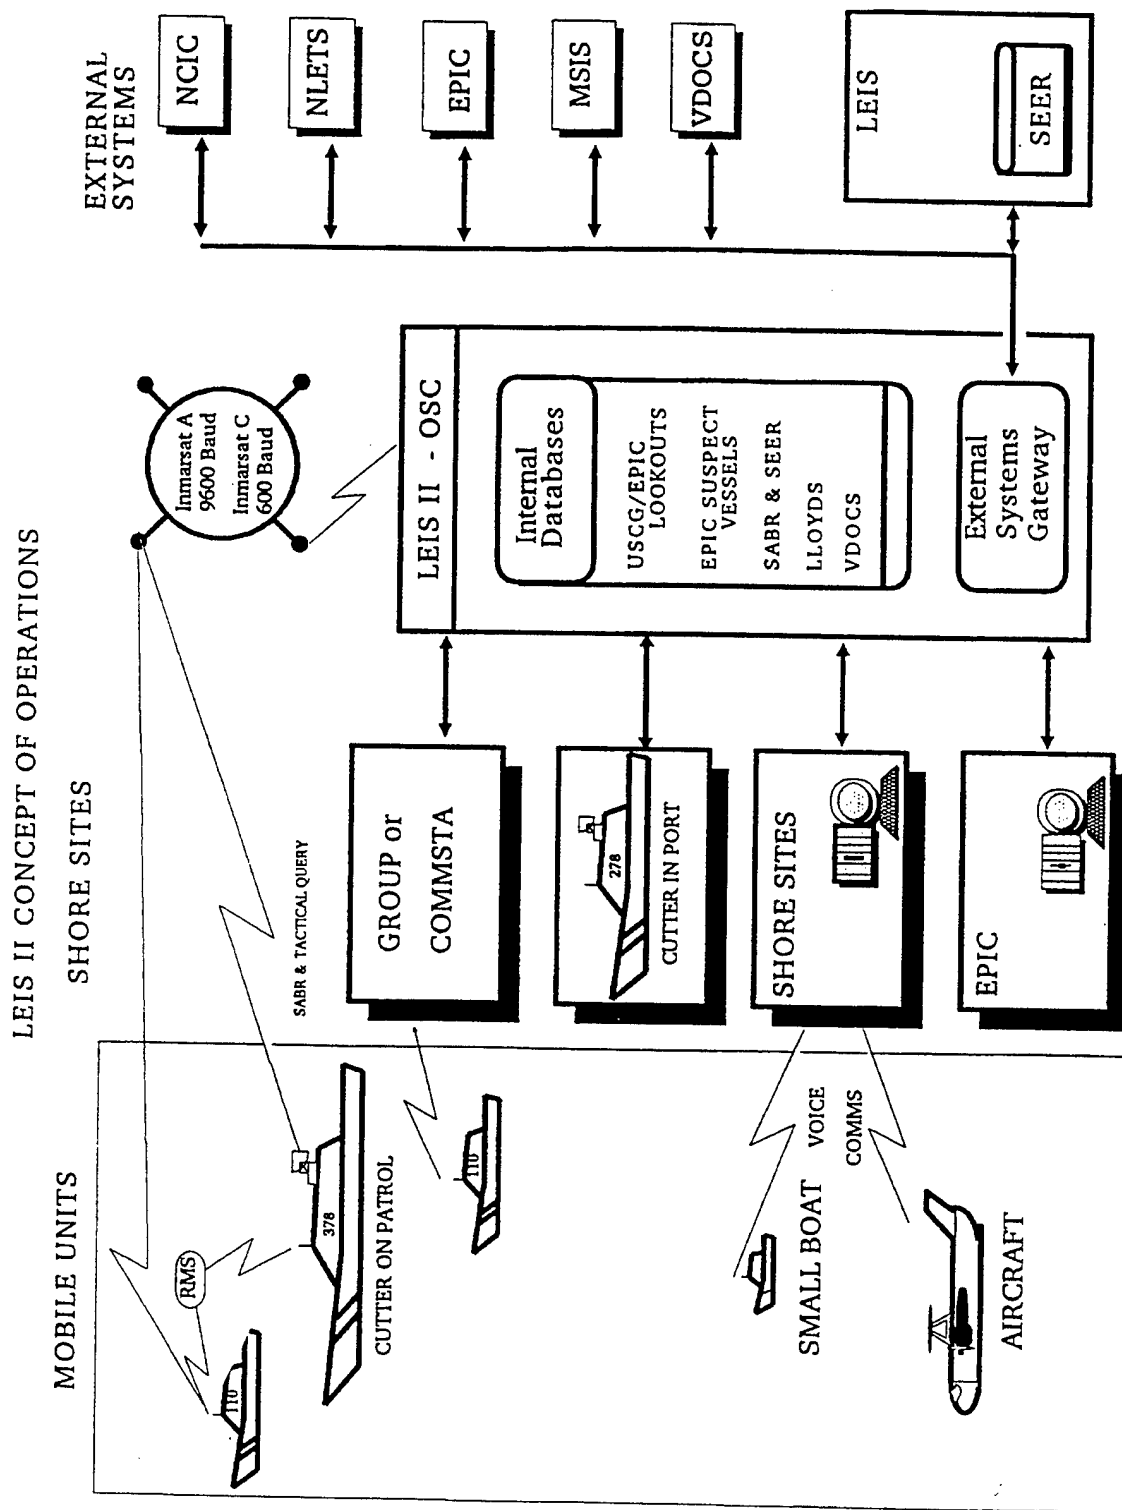 LEIS II CONCEPT OF OPERATIONS
MOBILE UNITS
SHORE SITES
EXTERNAL
SYSTEMS
110
RMS
378
CUTTER ON PATROL
110
SMALL BOAT
VOICE
COMMS
AIRCRAFT
SABR & TACTICAL QUERY
GROUP or
COMMSTA
278
CUTTER IN PORT
SHORE SITES
EPIC
Inmarsat A
9600 Baud
Inmarsat C
600 Baud
LEIS II - OSC
Internal
Databases
USCG/EPIC
LOOKOUTS
EPIC SUSPECT
VESSELS
SABR & SEER
LLOYDS
VDOCS
External
Systems
Gateway
NCIC
NLETS
EPIC
MSIS
VDOCS
LEIS
SEER